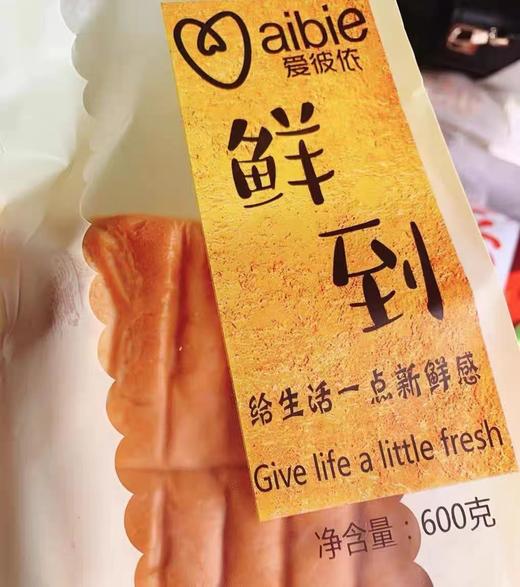 aibie
爱彼依
鲜
到
给生活一点新鲜感
Give life a little fresh
净含量：600克